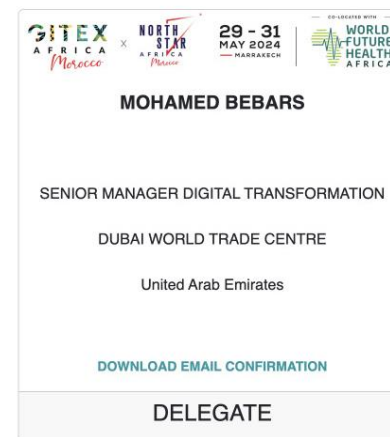 GITEX
AFRICA
Morocco
x
NORTH
STAR
AFRICA
Morocco
29 - 31
MAY 2024
MARRAKECH
CO-LOCATED WITH
WORLD
FUTURE
HEALTH
AFRICA
MOHAMED BEBARS
SENIOR MANAGER DIGITAL TRANSFORMATION
DUBAI WORLD TRADE CENTRE
United Arab Emirates
DOWNLOAD EMAIL CONFIRMATION
DELEGATE